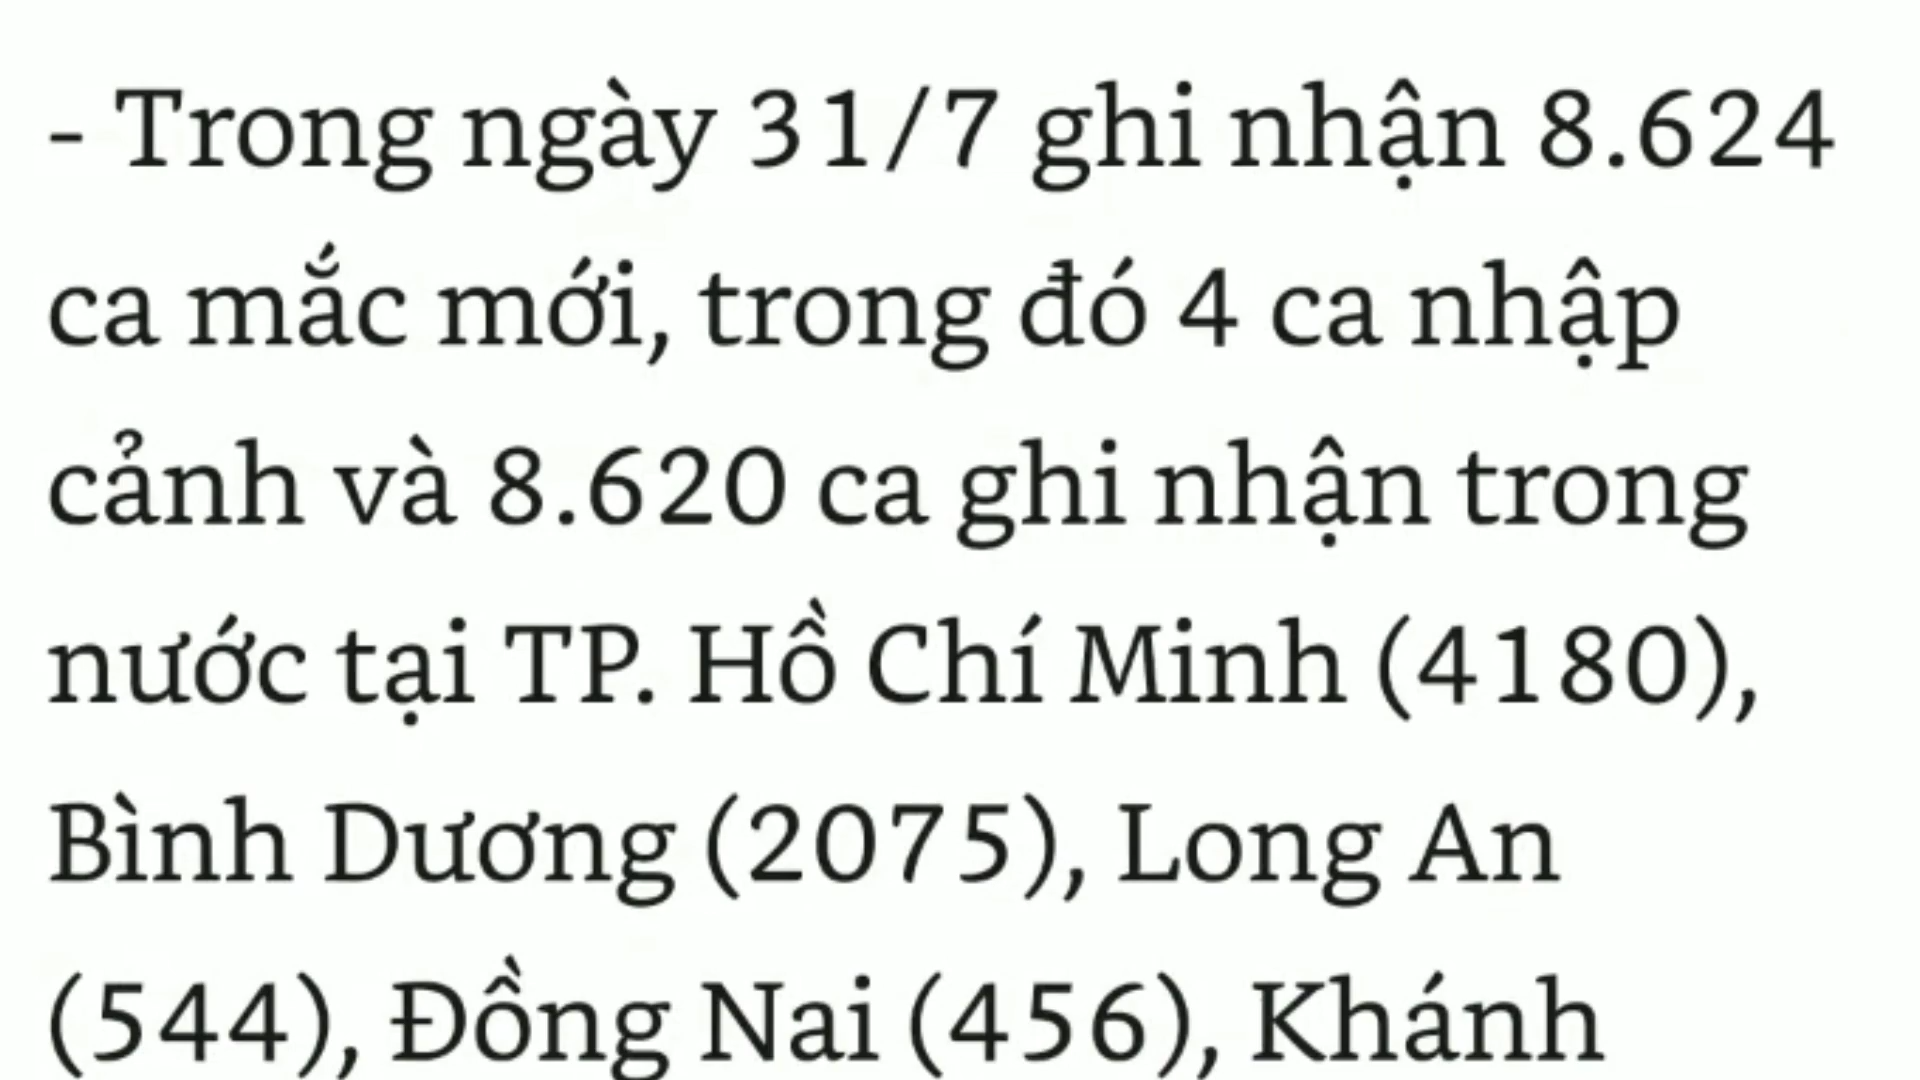 - Trong ngày 31/7 ghi nhận 8.624
ca mắc mới, trong đó 4 ca nhập
cảnh và 8.620 ca ghi nhận trong
nước tại TP. Hồ Chí Minh (4180),
Bình Dương (2075), Long An
(544), Đồng Nai (456), Khánh